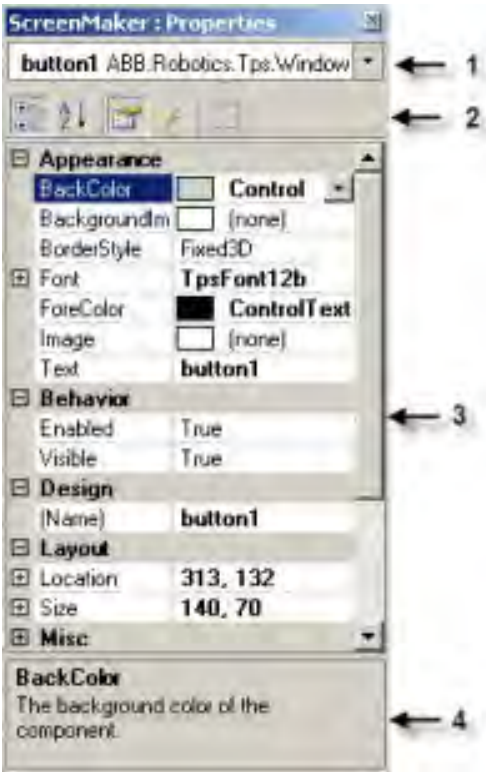 ScreenMaker : Properties
button1 ABB.Robotics.Tps.Window
1
2
Appearance
BackColor Control
BackgroundIm (none)
BorderStyle Fixed3D
Font TpsFont12b
ForeColor ControlText
Image (none)
Text button1
Behavior
3
Enabled True
Visible True
Design
(Name) button1
Layout
Location 313, 132
Size 140, 70
Misc
BackColor
The background color of the
component.
4